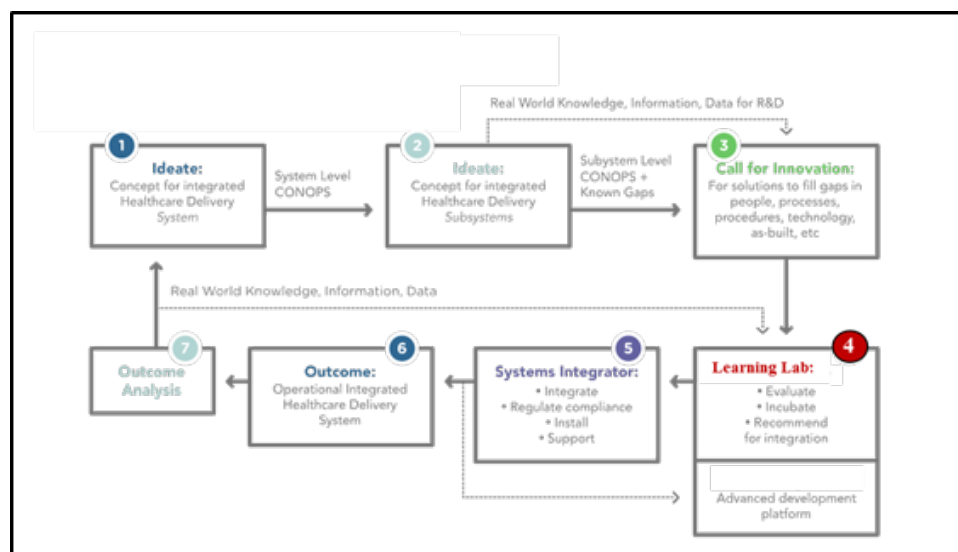 Real World Knowledge, Information, Data for R&D
1
Ideate:
Concept for integrated
Healthcare Delivery
System
System Level
CONOPS
2
Ideate:
Concept for integrated
Healthcare Delivery
Subsystems
Subystem Level
CONOPS +
Known Gaps
3
Call for Innovation:
For solutions to fill gaps in
people, processes,
procedures, technology,
as-built, etc
Real World Knowledge, Information, Data
4
Learning Lab:
• Evaluate
• Incubate
• Recommend
for integration
Advanced development
platform
5
Systems Integrator:
• Integrate
• Regulate compliance
• Install
• Support
6
Outcome:
Operational Integrated
Healthcare Delivery
System
7
Outcome
Analysis